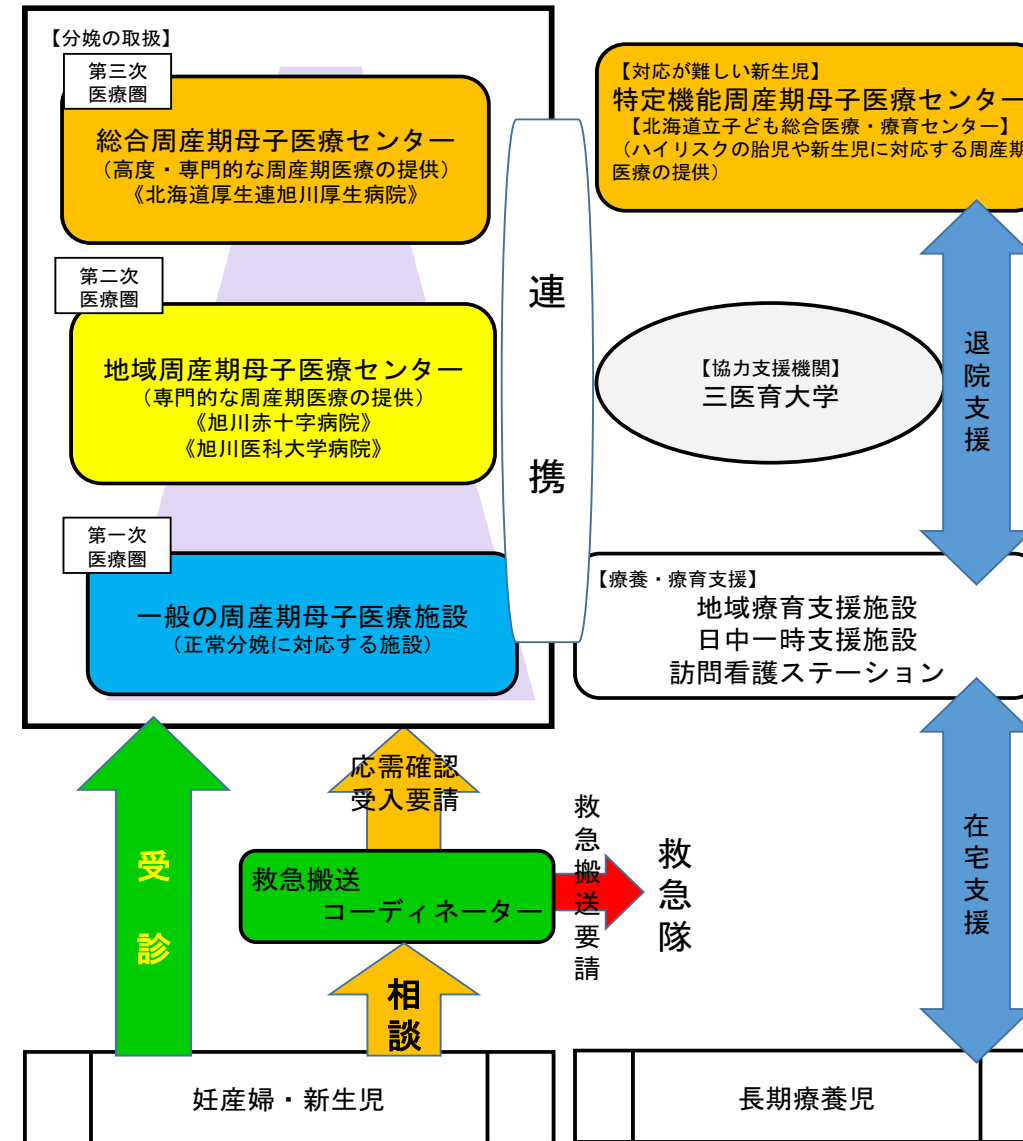 【分娩の取扱】
第三次
医療圏
総合周産期母子医療センター
（高度・専門的な周産期医療の提供）
《北海道厚生連旭川厚生病院》
第二次
医療圏
地域周産期母子医療センター
（専門的な周産期医療の提供）
《旭川赤十字病院》
《旭川医科大学病院》
第一次
医療圏
一般の周産期母子医療施設
（正常分娩に対応する施設）
連携
【対応が難しい新生児】
特定機能周産期母子医療センター
【北海道立子ども総合医療・療育センター】
（ハイリスクの胎児や新生児に対応する周産期
医療の提供）
【協力支援機関】
三医育大学
退院支援
【療養・療育支援】
地域療育支援施設
日中一時支援施設
訪問看護ステーション
応需確認
受入要請
受診
救急搬送
コーディネーター
救急搬送要請
救急隊
在宅支援
相談
妊産婦・新生児
長期療養児